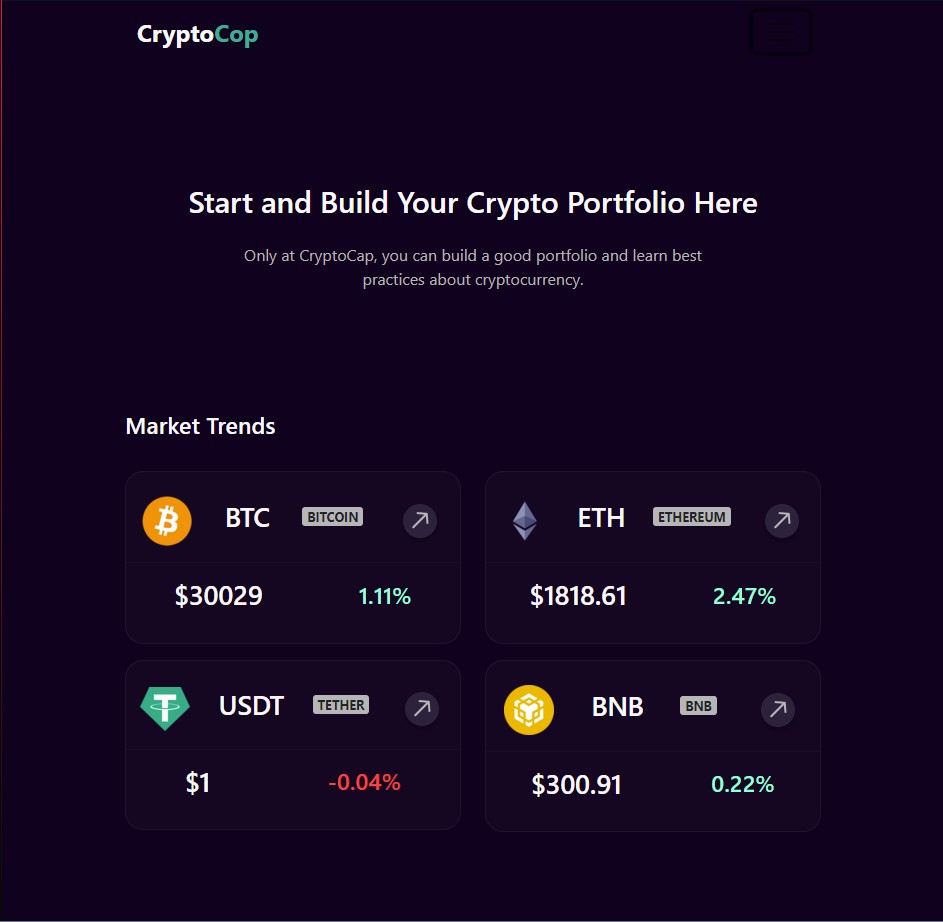 CryptoCop
Start and Build Your Crypto Portfolio Here
Only at CryptoCap, you can build a good portfolio and learn best
practices about cryptocurrency.
Market Trends
BTC BITCOIN
$30029 1.11%
ETH ETHEREUM
$1818.61 2.47%
USDT TETHER
$1 -0.04%
BNB BNB
$300.91 0.22%